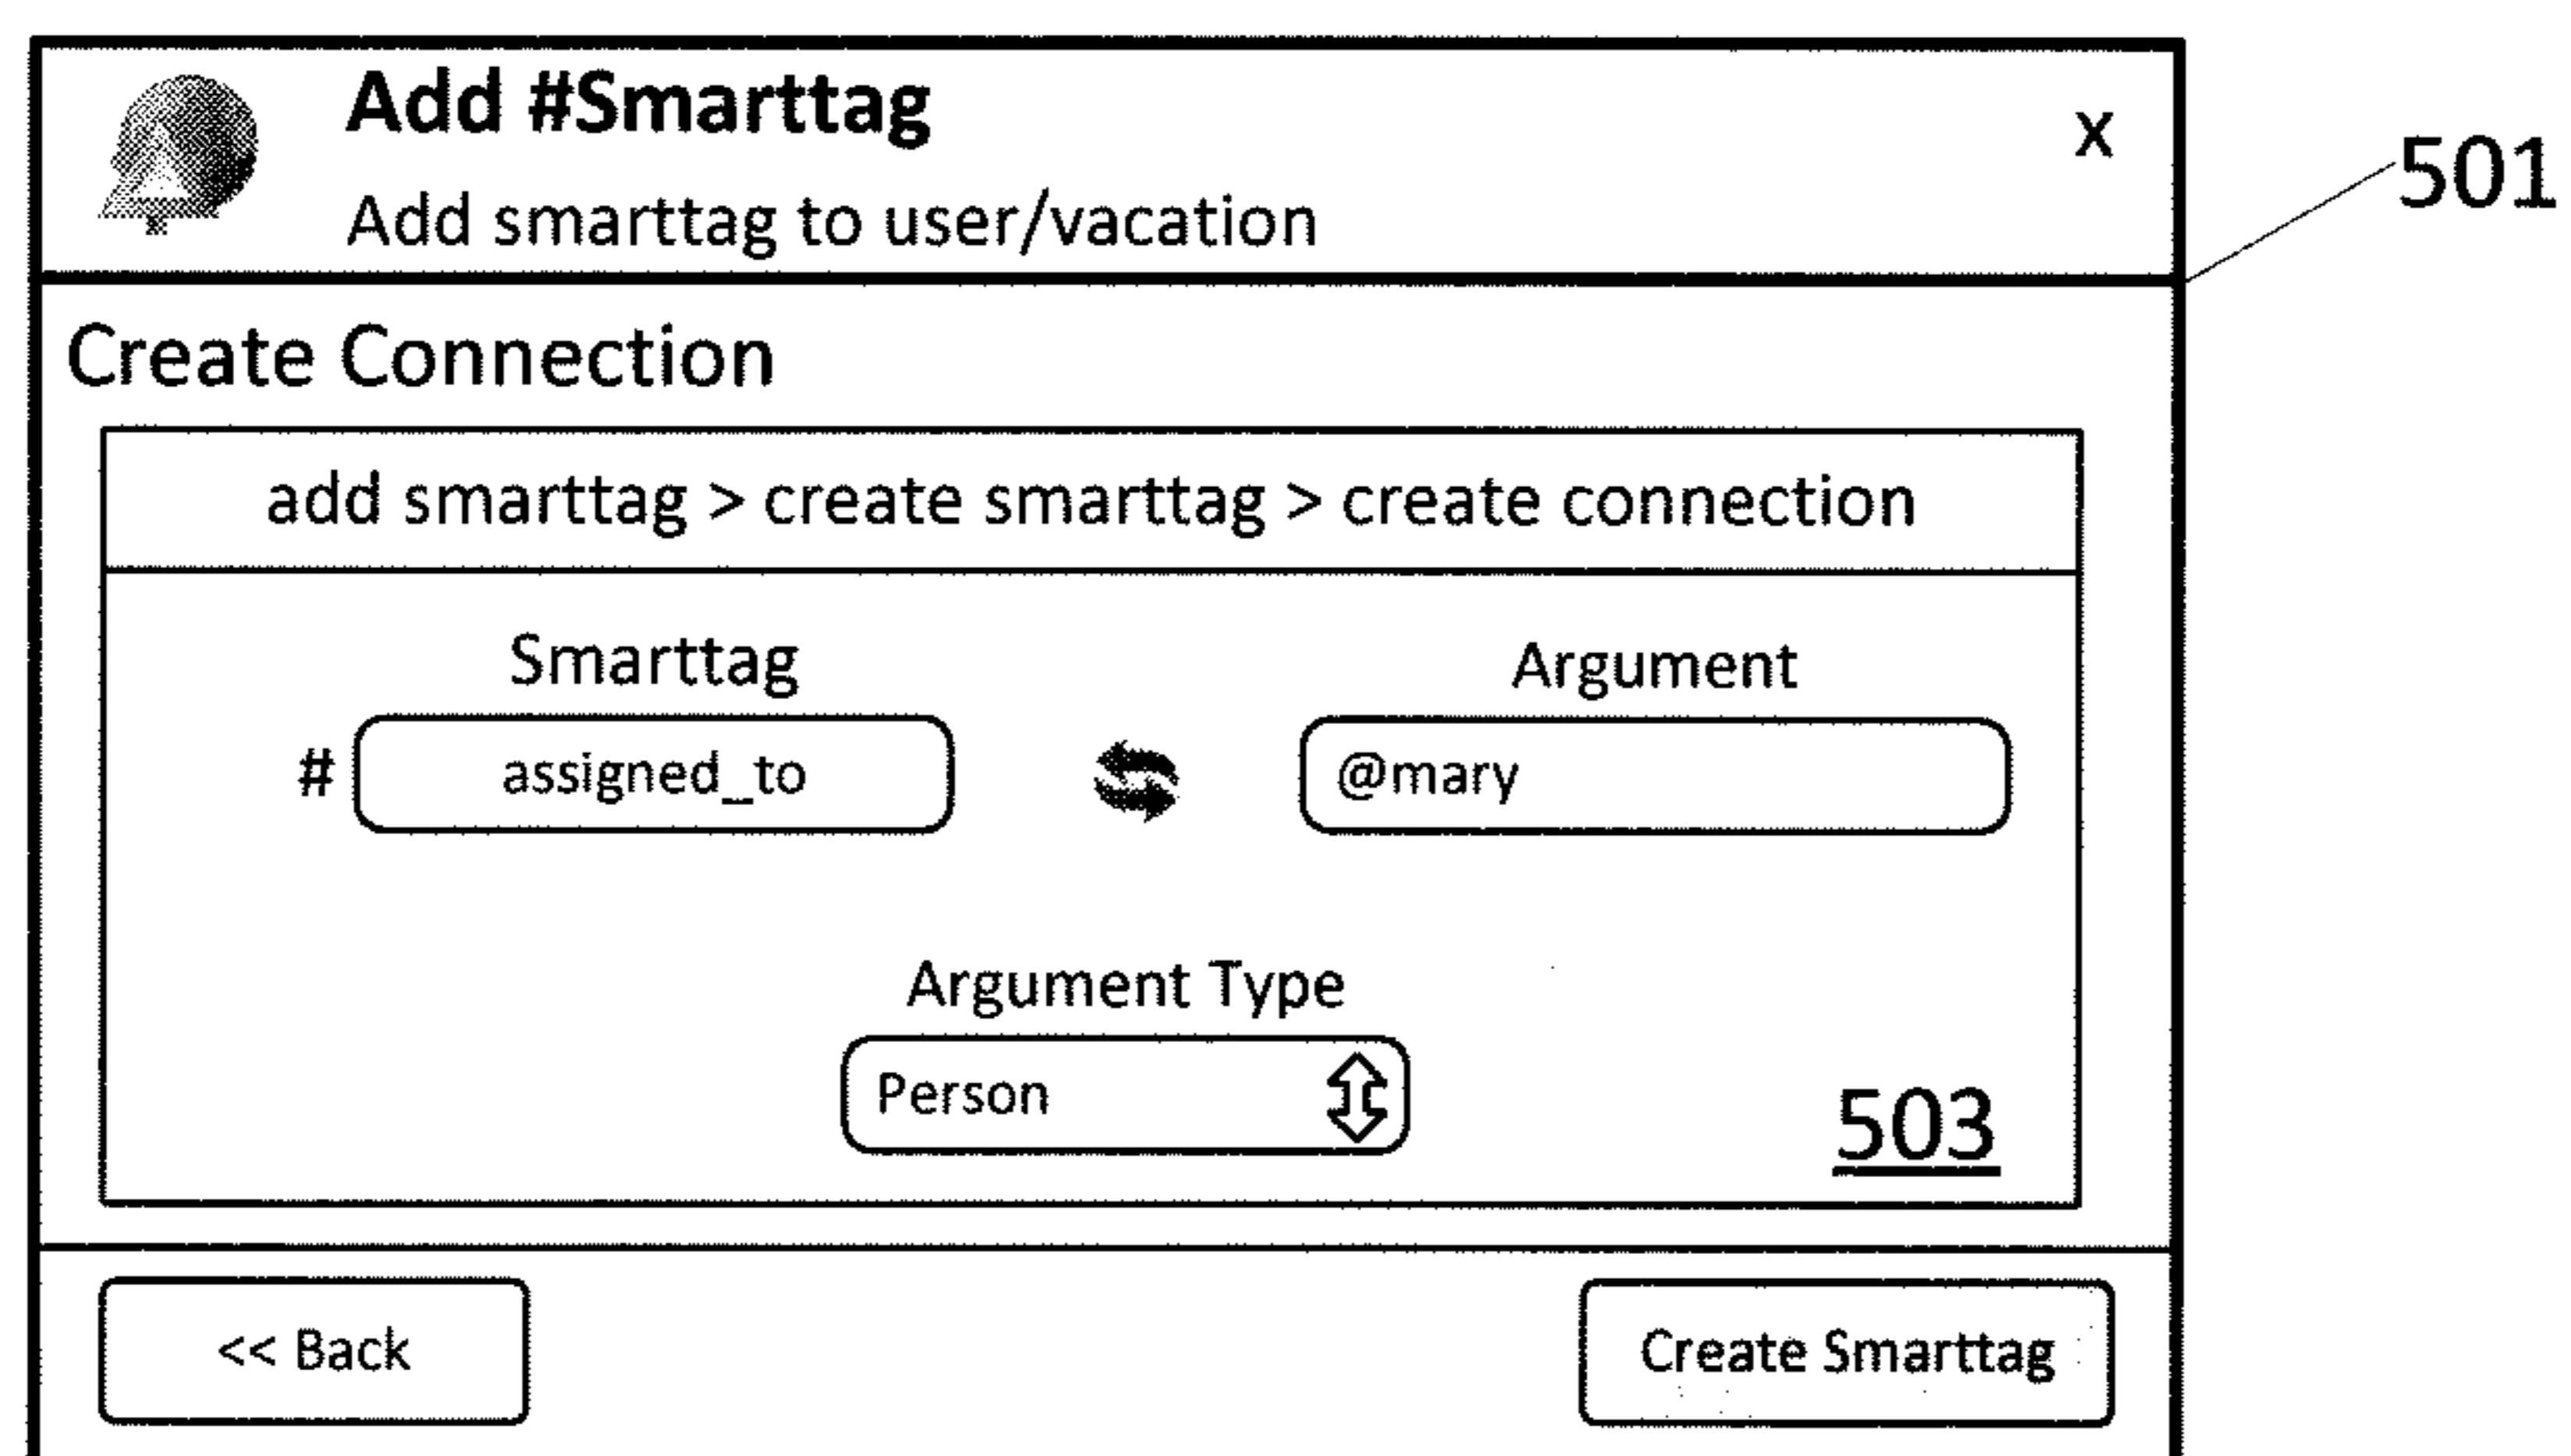 Add #Smarttag
X
501
Add smarttag to user/vacation
Create Connection
add smarttag > create smarttag > create connection
Smarttag
Argument
# assigned_to
@mary
Argument Type
Person
503
<< Back
Create Smarttag